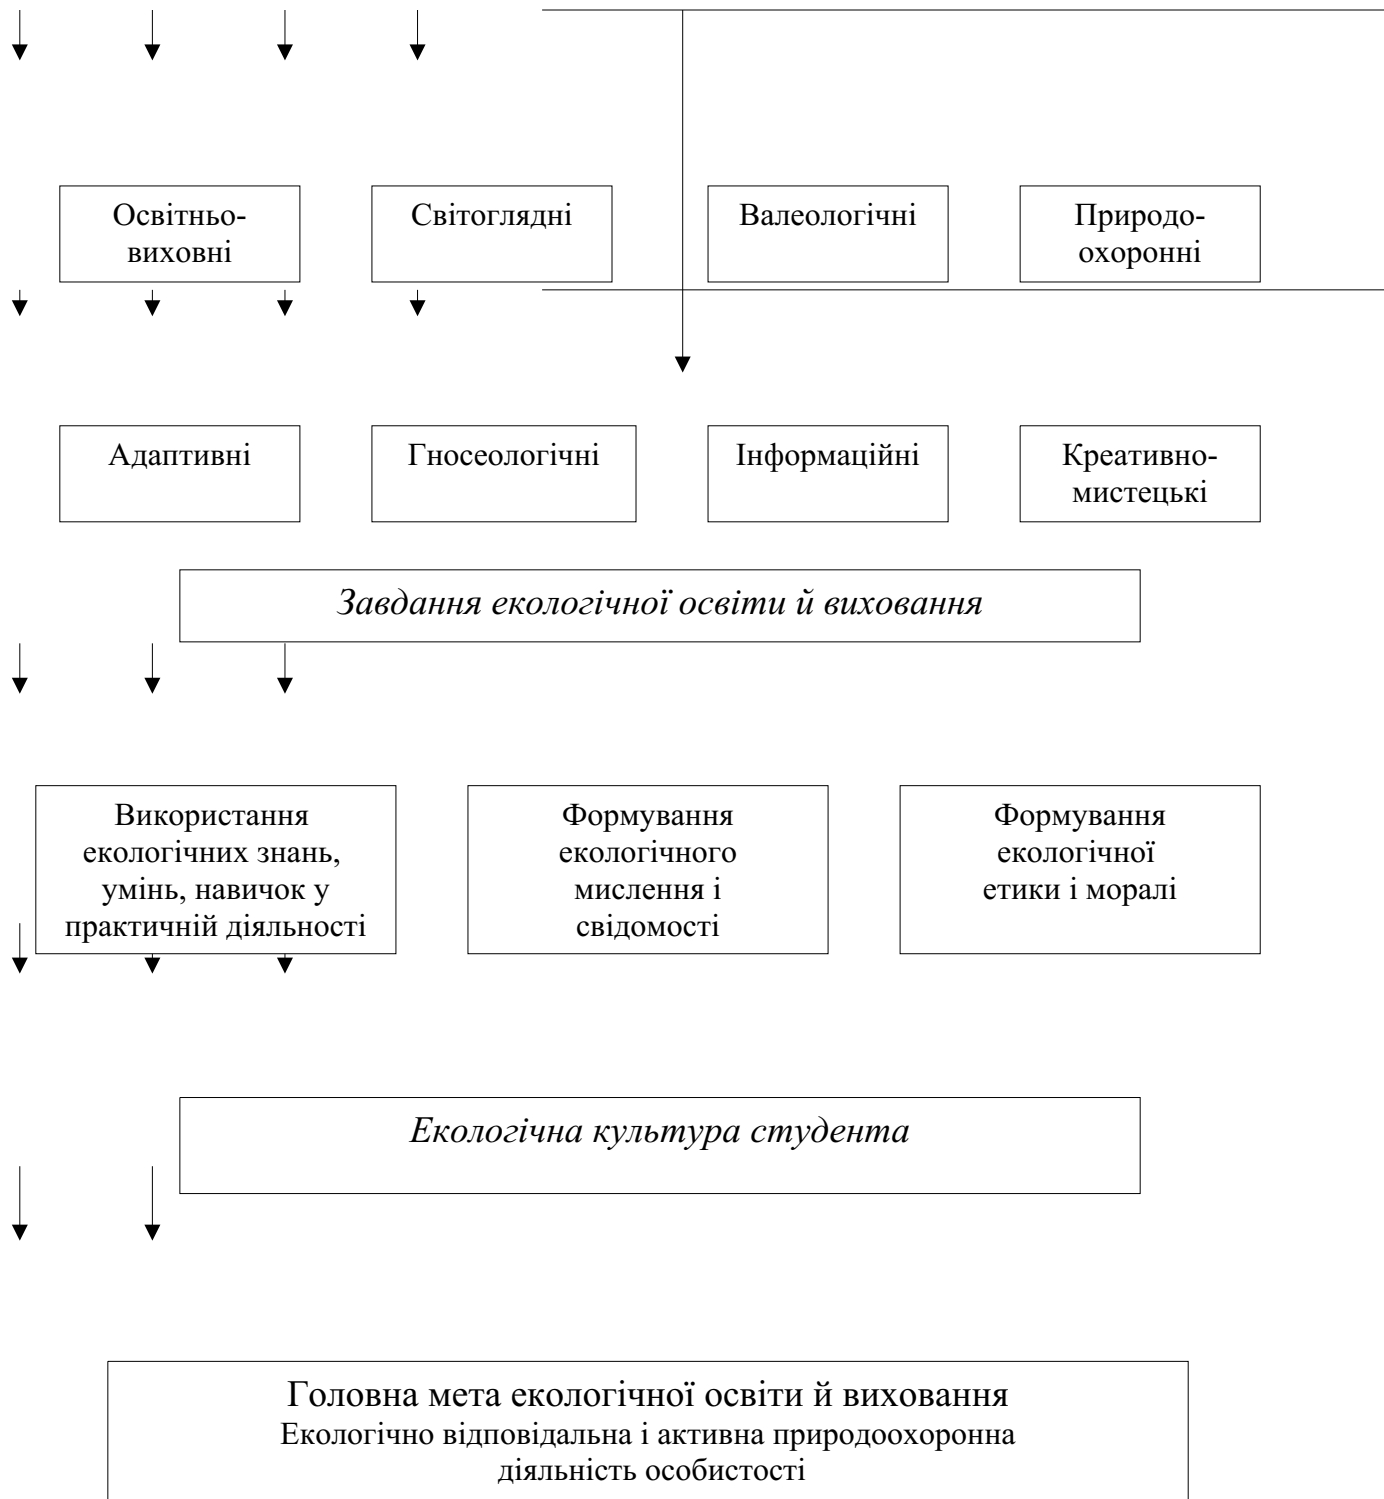 Освітньо-
виховні
Світоглядні
Валеологічні
Природо-
охоронні
Адаптивні
Гносеологічні
Інформаційні
Креативно-
мистецькі
Завдання екологічної освіти й виховання
Використання
екологічних знань,
умінь, навичок у
практичній діяльності
Формування
екологічного
мислення і
свідомості
Формування
екологічної
етики і моралі
Екологічна культура студента
Головна мета екологічної освіти й виховання
Екологічно відповідальна і активна природоохоронна
діяльність особистості